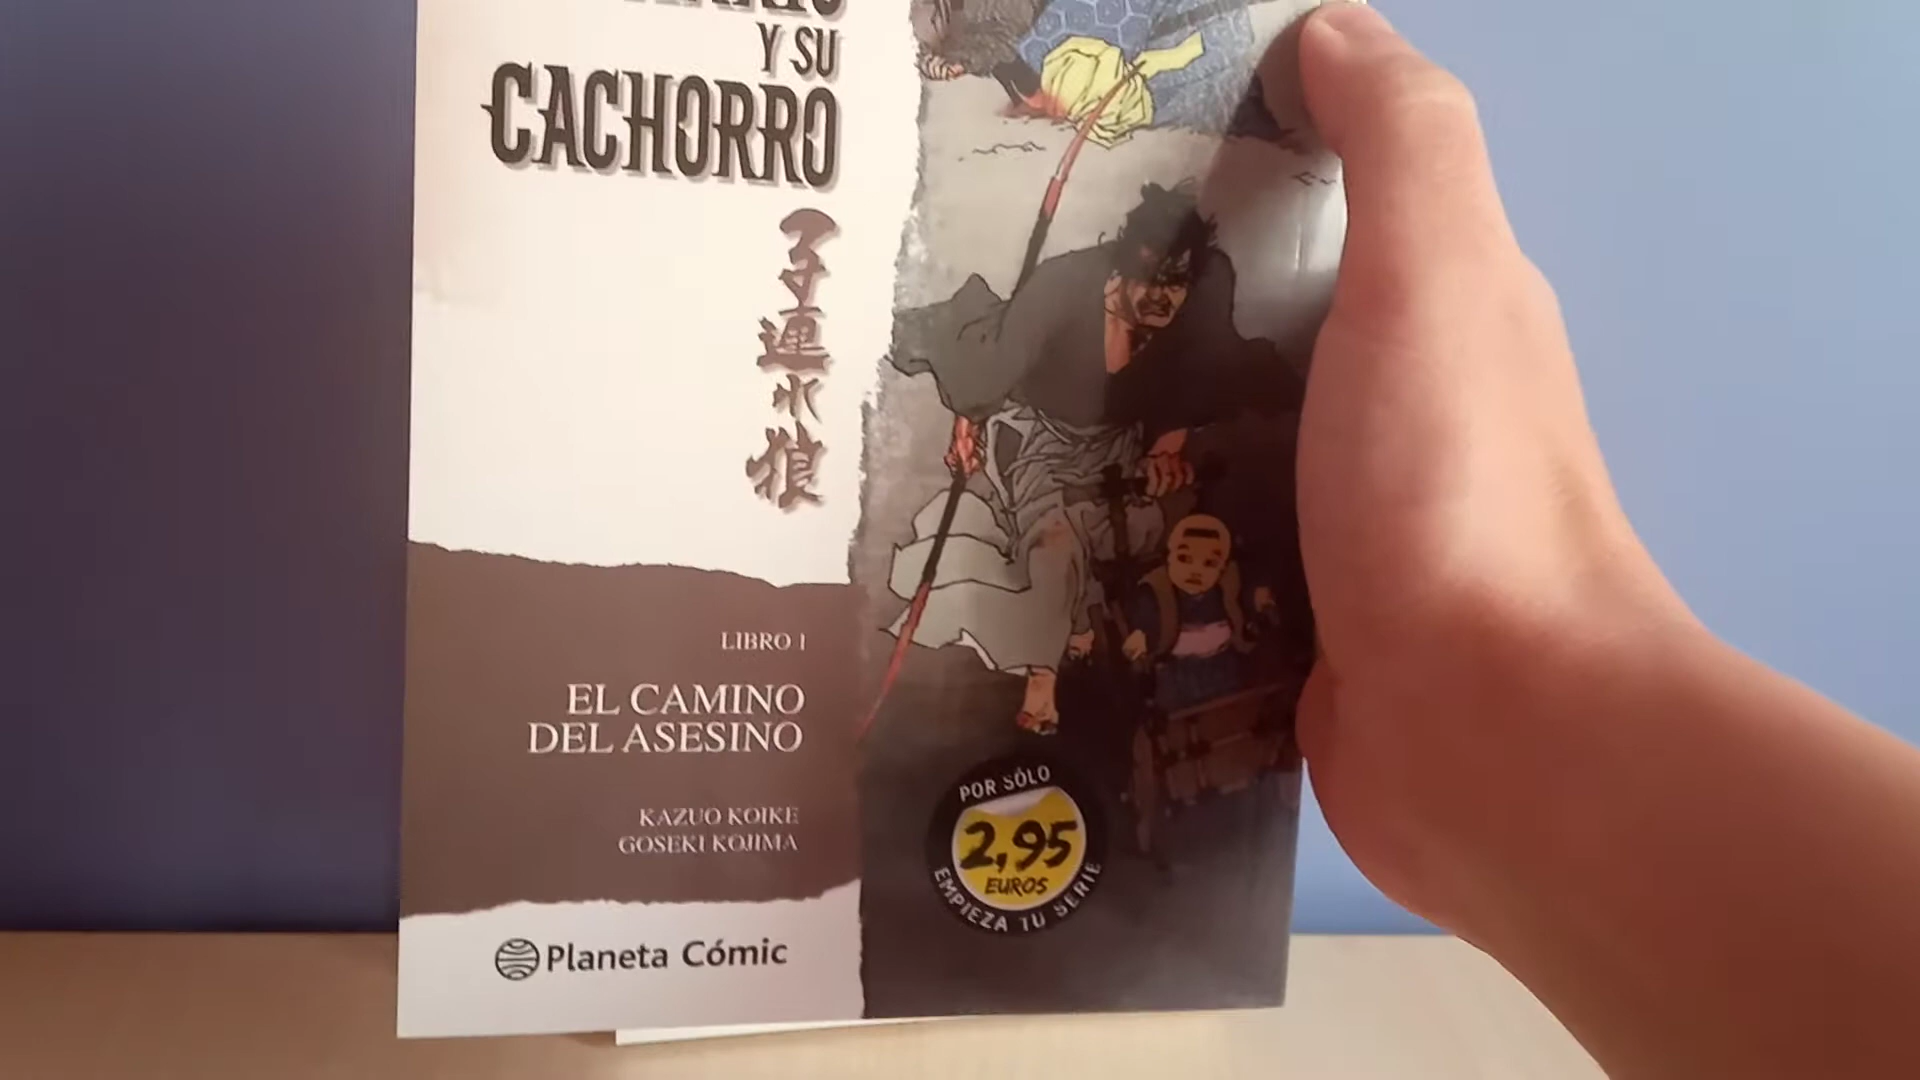 Y SU
CACHORRO
子連れ狼
LIBRO 1
EL CAMINO
DEL ASESINO
KAZUO KOIKE
GOSEKI KOJIMA
Planeta Cómic
POR SÓLO
2,95
EUROS
EMPIEZA TU SERIE